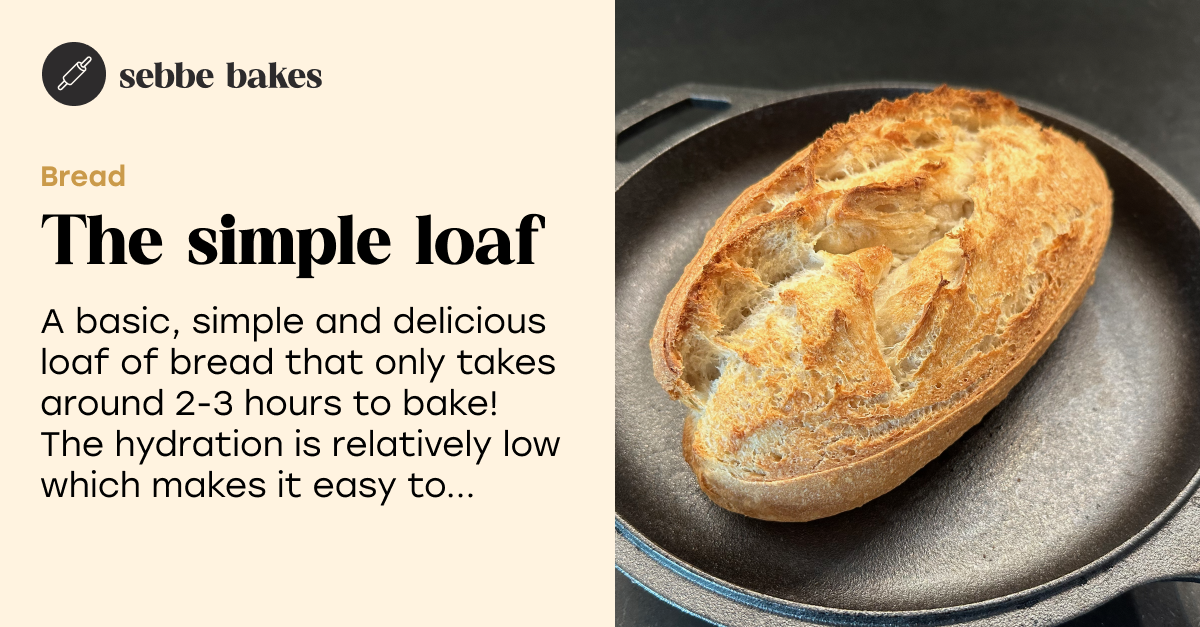 sebbe bakes
Bread
The simple loaf
A basic, simple and delicious
loaf of bread that only takes
around 2-3 hours to bake!
The hydration is relatively low
which makes it easy to...